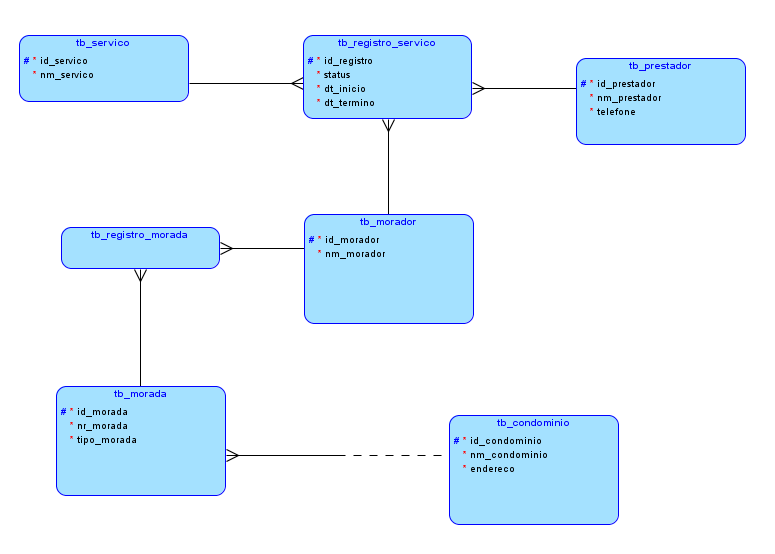 tb_servico
# * id_servico
* nm_servico
tb_registro_servico
# * id_registro
* status
* dt_inicio
* dt_termino
tb_prestador
# * id_prestador
* nm_prestador
* telefone
tb_registro_morada
tb_morador
# * id_morador
* nm_morador
tb_morada
# * id_morada
* nr_morada
* tipo_morada
tb_condominio
# * id_condominio
* nm_condominio
* endereco